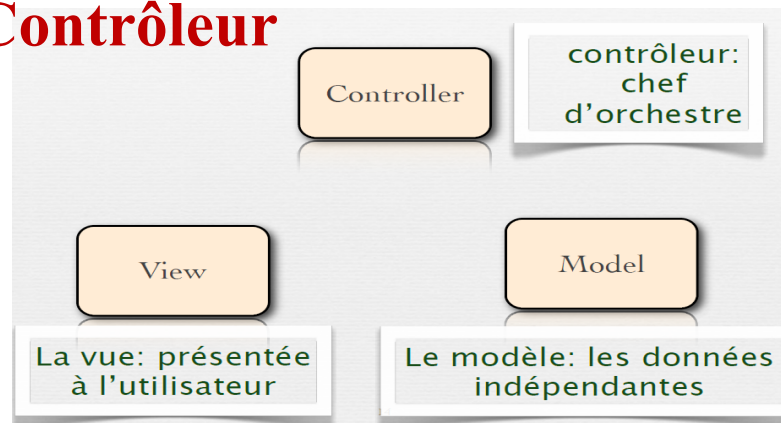 Contrôleur
Controller
contrôleur:
chef
d'orchestre
View
Model
La vue: présentée
à l'utilisateur
Le modèle: les données
indépendantes